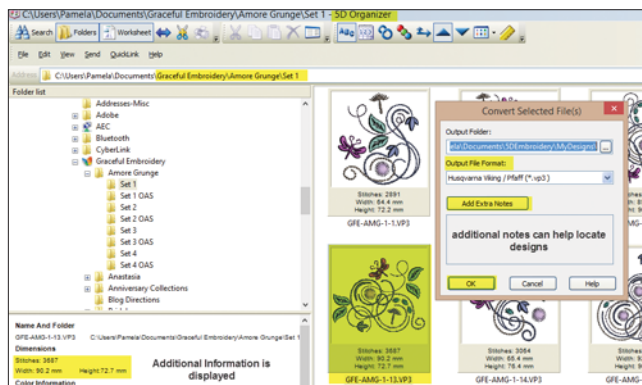 C:\Users\Pamela\Documents\Graceful Embroidery\Amore Grunge\Set 1 - 5D Organizer
Search Folders Worksheet
File Edit View Send QuickLink Help
Address C:\Users\Pamela\Documents\Graceful Embroidery\Amore Grunge\Set 1
Folder list
Addresses-Misc
Adobe
AEC
Bluetooth
CyberLink
Graceful Embroidery
Amore Grunge
Set 1
Set 1 OAS
Set 2
Set 2 OAS
Set 3
Set 3 OAS
Set 4
Set 4 OAS
Anastasia
Anniversary Collections
Blog Directions
Name And Folder
GFE-AMG-1-13.VP3 C:\Users\Pamela\Documents\Graceful Embroidery\Amore Grunge\Set 1
Dimensions
Stitches: 3687
Width: 90.2 mm Height: 72.7 mm
Color Information
Additional Information is
displayed
Stitches: 2891
Width: 64.4 mm
Height: 72.2 mm
GFE-AMG-1-1.VP3
Stitches: 3687
Width: 90.2 mm
Height: 72.7 mm
GFE-AMG-1-13.VP3
Stitches: 3064
Width: 65.4 mm
Height: 76.4 mm
GFE-AMG-1-14.VP3
Convert Selected File(s)
Output Folder:
ela\Documents\5DEmbroidery\MyDesigns\
...
Output File Format:
Husqvarna Viking / Pfaff (*.vp3)
Add Extra Notes
additional notes can help locate
designs
OK Cancel Help